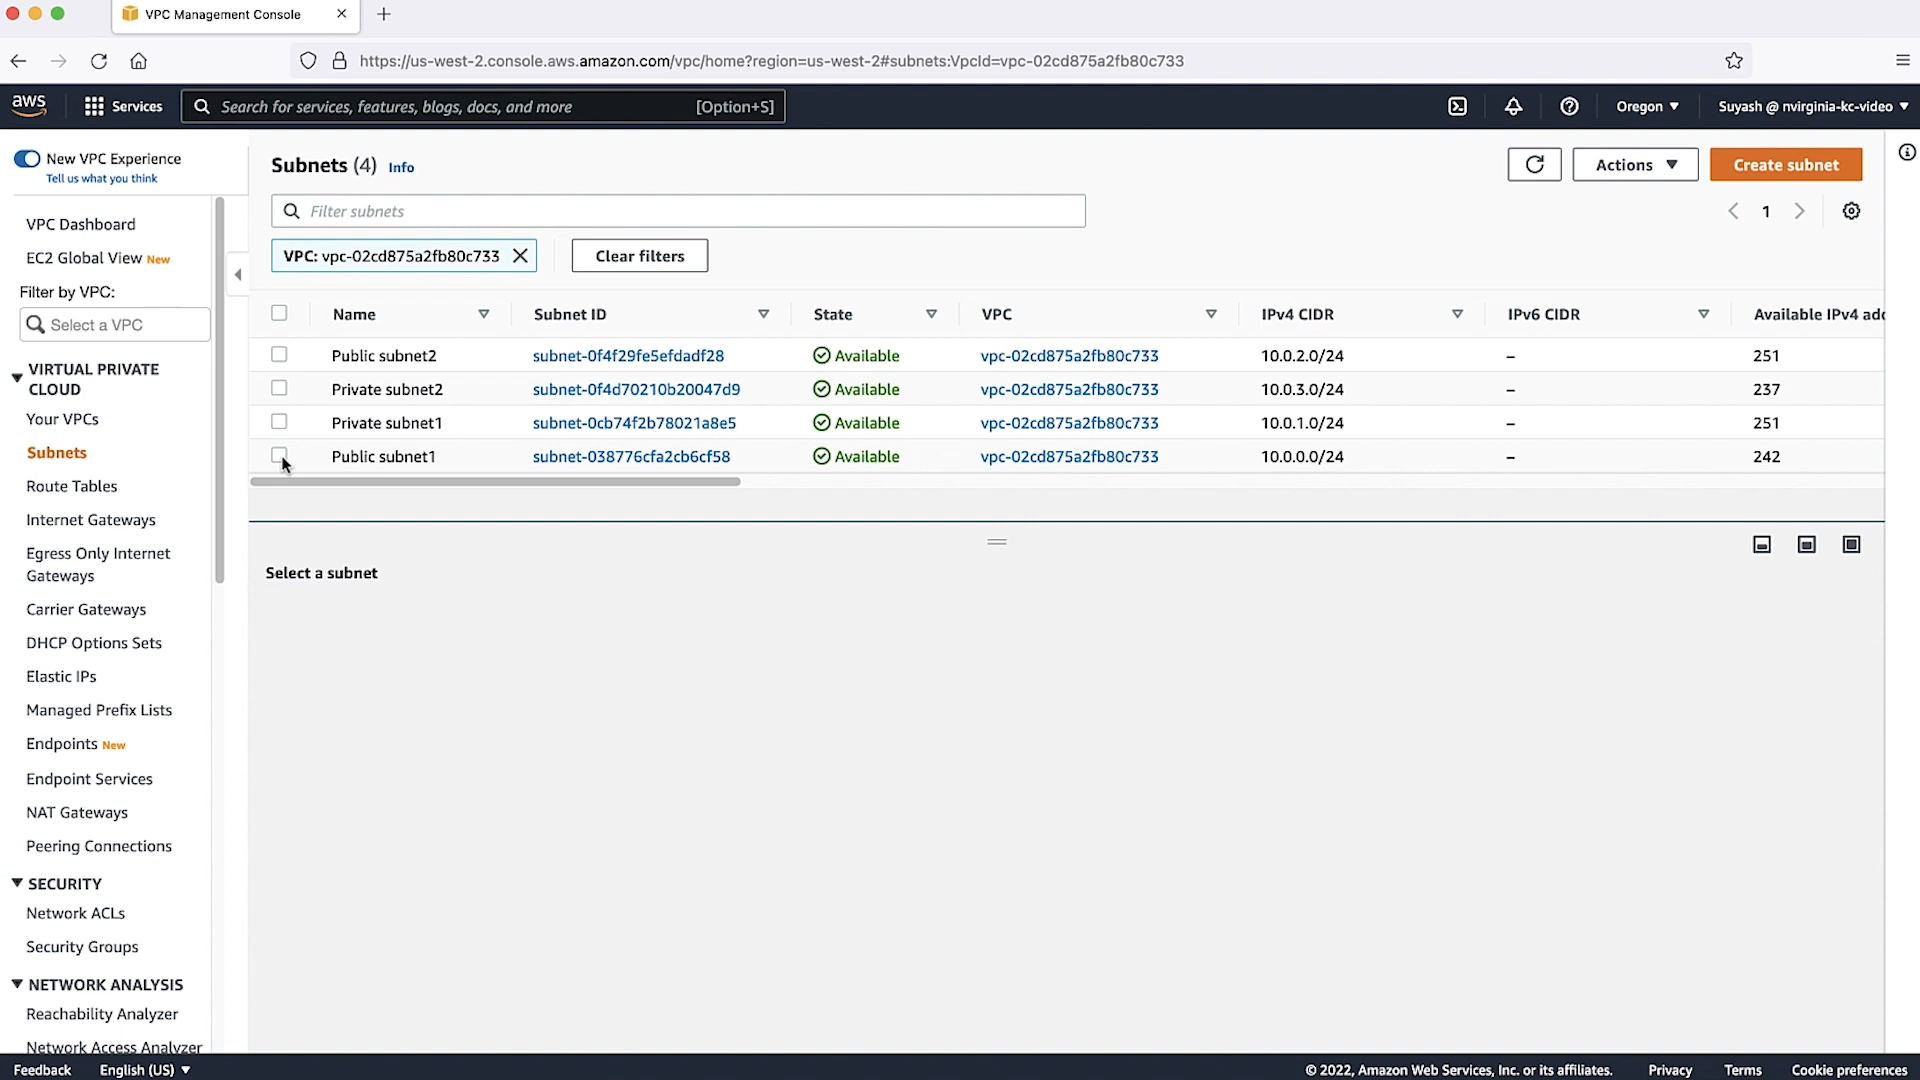 VPC Management Console
https://us-west-2.console.aws.amazon.com/vpc/home?region=us-west-2#subnets:VpcId=vpc-02cd875a2fb80c733
aws Services Search for services, features, blogs, docs, and more [Option+S] Oregon ▼ Suyash @ nvirginia-kc-video ▼
New VPC Experience
Tell us what you think
VPC Dashboard
EC2 Global View New
Filter by VPC:
Select a VPC
VIRTUAL PRIVATE
CLOUD
Your VPCs
Subnets
Route Tables
Internet Gateways
Egress Only Internet
Gateways
Carrier Gateways
DHCP Options Sets
Elastic IPs
Managed Prefix Lists
Endpoints New
Endpoint Services
NAT Gateways
Peering Connections
SECURITY
Network ACLs
Security Groups
NETWORK ANALYSIS
Reachability Analyzer
Network Access Analyzer
Subnets (4) Info
Actions ▼ Create subnet
Filter subnets
1
VPC: vpc-02cd875a2fb80c733 Clear filters
Name Subnet ID State VPC IPv4 CIDR IPv6 CIDR Available IPv4 add
Public subnet2 subnet-0f4f29fe5efdadf28 Available vpc-02cd875a2fb80c733 10.0.2.0/24 – 251
Private subnet2 subnet-0f4d70210b20047d9 Available vpc-02cd875a2fb80c733 10.0.3.0/24 – 237
Private subnet1 subnet-0cb74f2b78021a8e5 Available vpc-02cd875a2fb80c733 10.0.1.0/24 – 251
Public subnet1 subnet-038776cfa2cb6cf58 Available vpc-02cd875a2fb80c733 10.0.0.0/24 – 242
Select a subnet
Feedback English (US) ▼ © 2022, Amazon Web Services, Inc. or its affiliates. Privacy Terms Cookie preferences